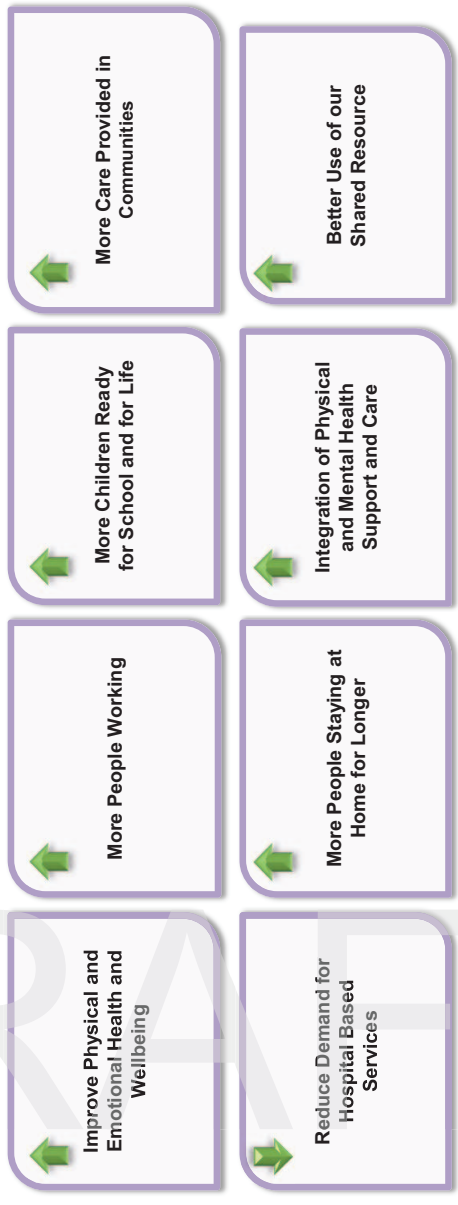 Improve Physical and
Emotional Health and
Wellbeing
More People Working
More Children Ready
for School and for Life
More Care Provided in
Communities
Reduce Demand for
Hospital Based
Services
More People Staying at
Home for Longer
Integration of Physical
and Mental Health
Support and Care
Better Use of our
Shared Resource